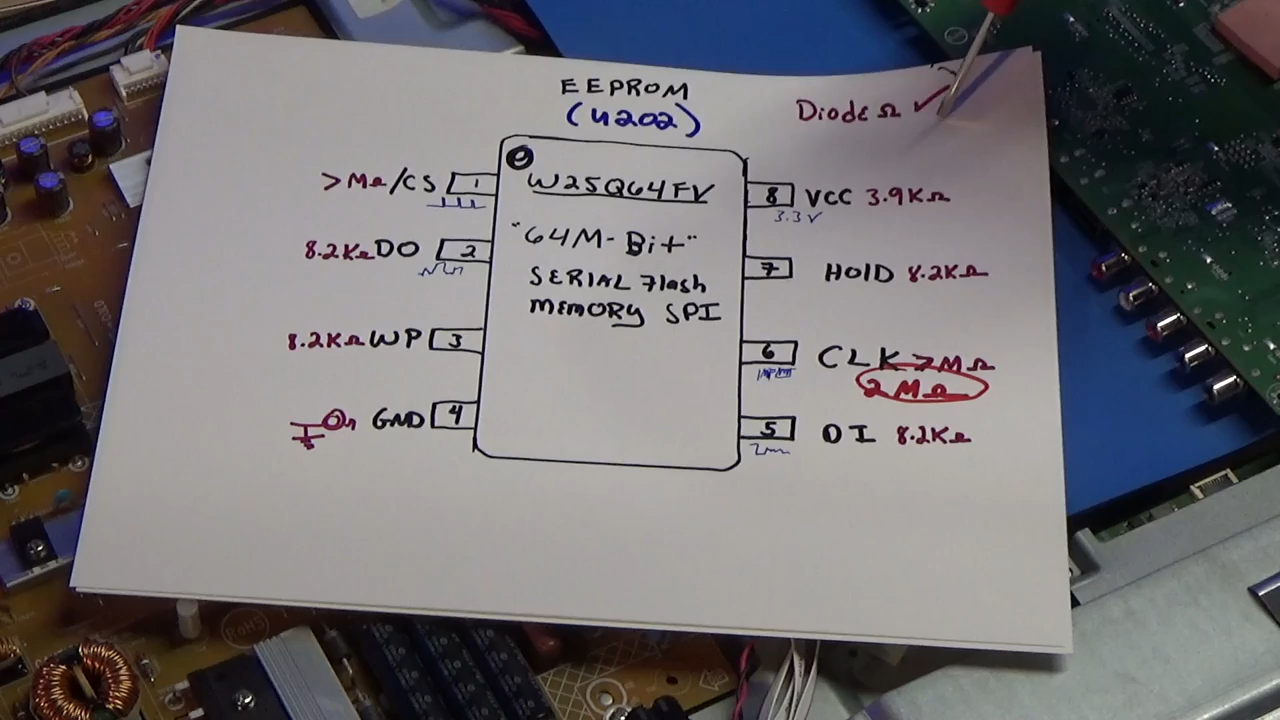 EEPROM
(U202)
Diode Ω ✓
>MΩ/CS 1
W25Q64FV
8 VCC 3.9KΩ
3.3V
8.2KΩ DO 2
"64M-Bit"
7 HOlD 8.2KΩ
SERIAL Flash
MEMORY SPI
8.2KΩ WP 3
6 CLK >MΩ
2MΩ
0Ω GND 4
5 DI 8.2KΩ
RoHS